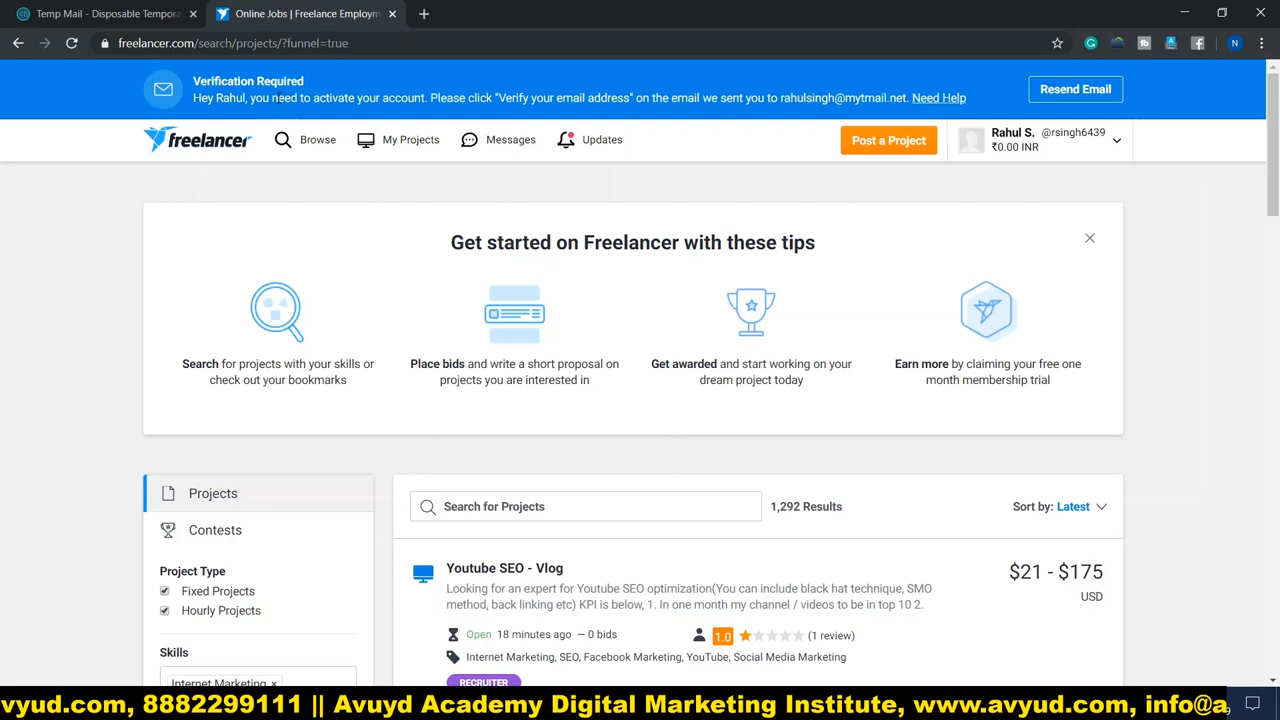 Temp Mail - Disposable Tempora
Online Jobs | Freelance Employm
freelancer.com/search/projects/?funnel=true
N
Verification Required
Hey Rahul, you need to activate your account. Please click "Verify your email address" on the email we sent you to rahulsingh@mytmail.net. Need Help
Resend Email
freelancer
Browse
My Projects
Messages
Updates
Post a Project
Rahul S. @rsingh6439
₹0.00 INR
Get started on Freelancer with these tips
Search for projects with your skills or
check out your bookmarks
Place bids and write a short proposal on
projects you are interested in
Get awarded and start working on your
dream project today
Earn more by claiming your free one
month membership trial
Projects
Contests
Project Type
Fixed Projects
Hourly Projects
Skills
Internet Marketing ×
Search for Projects
1,292 Results
Sort by: Latest
Youtube SEO - Vlog
$21 - $175
USD
Looking for an expert for Youtube SEO optimization(You can include black hat technique, SMO
method, back linking etc) KPI is below, 1. In one month my channel / videos to be in top 10 2.
Open 18 minutes ago — 0 bids
1.0 (1 review)
Internet Marketing, SEO, Facebook Marketing, YouTube, Social Media Marketing
RECRUITER
vyud.com, 8882299111 || Avuyd Academy Digital Marketing Institute, www.avyud.com, info@a